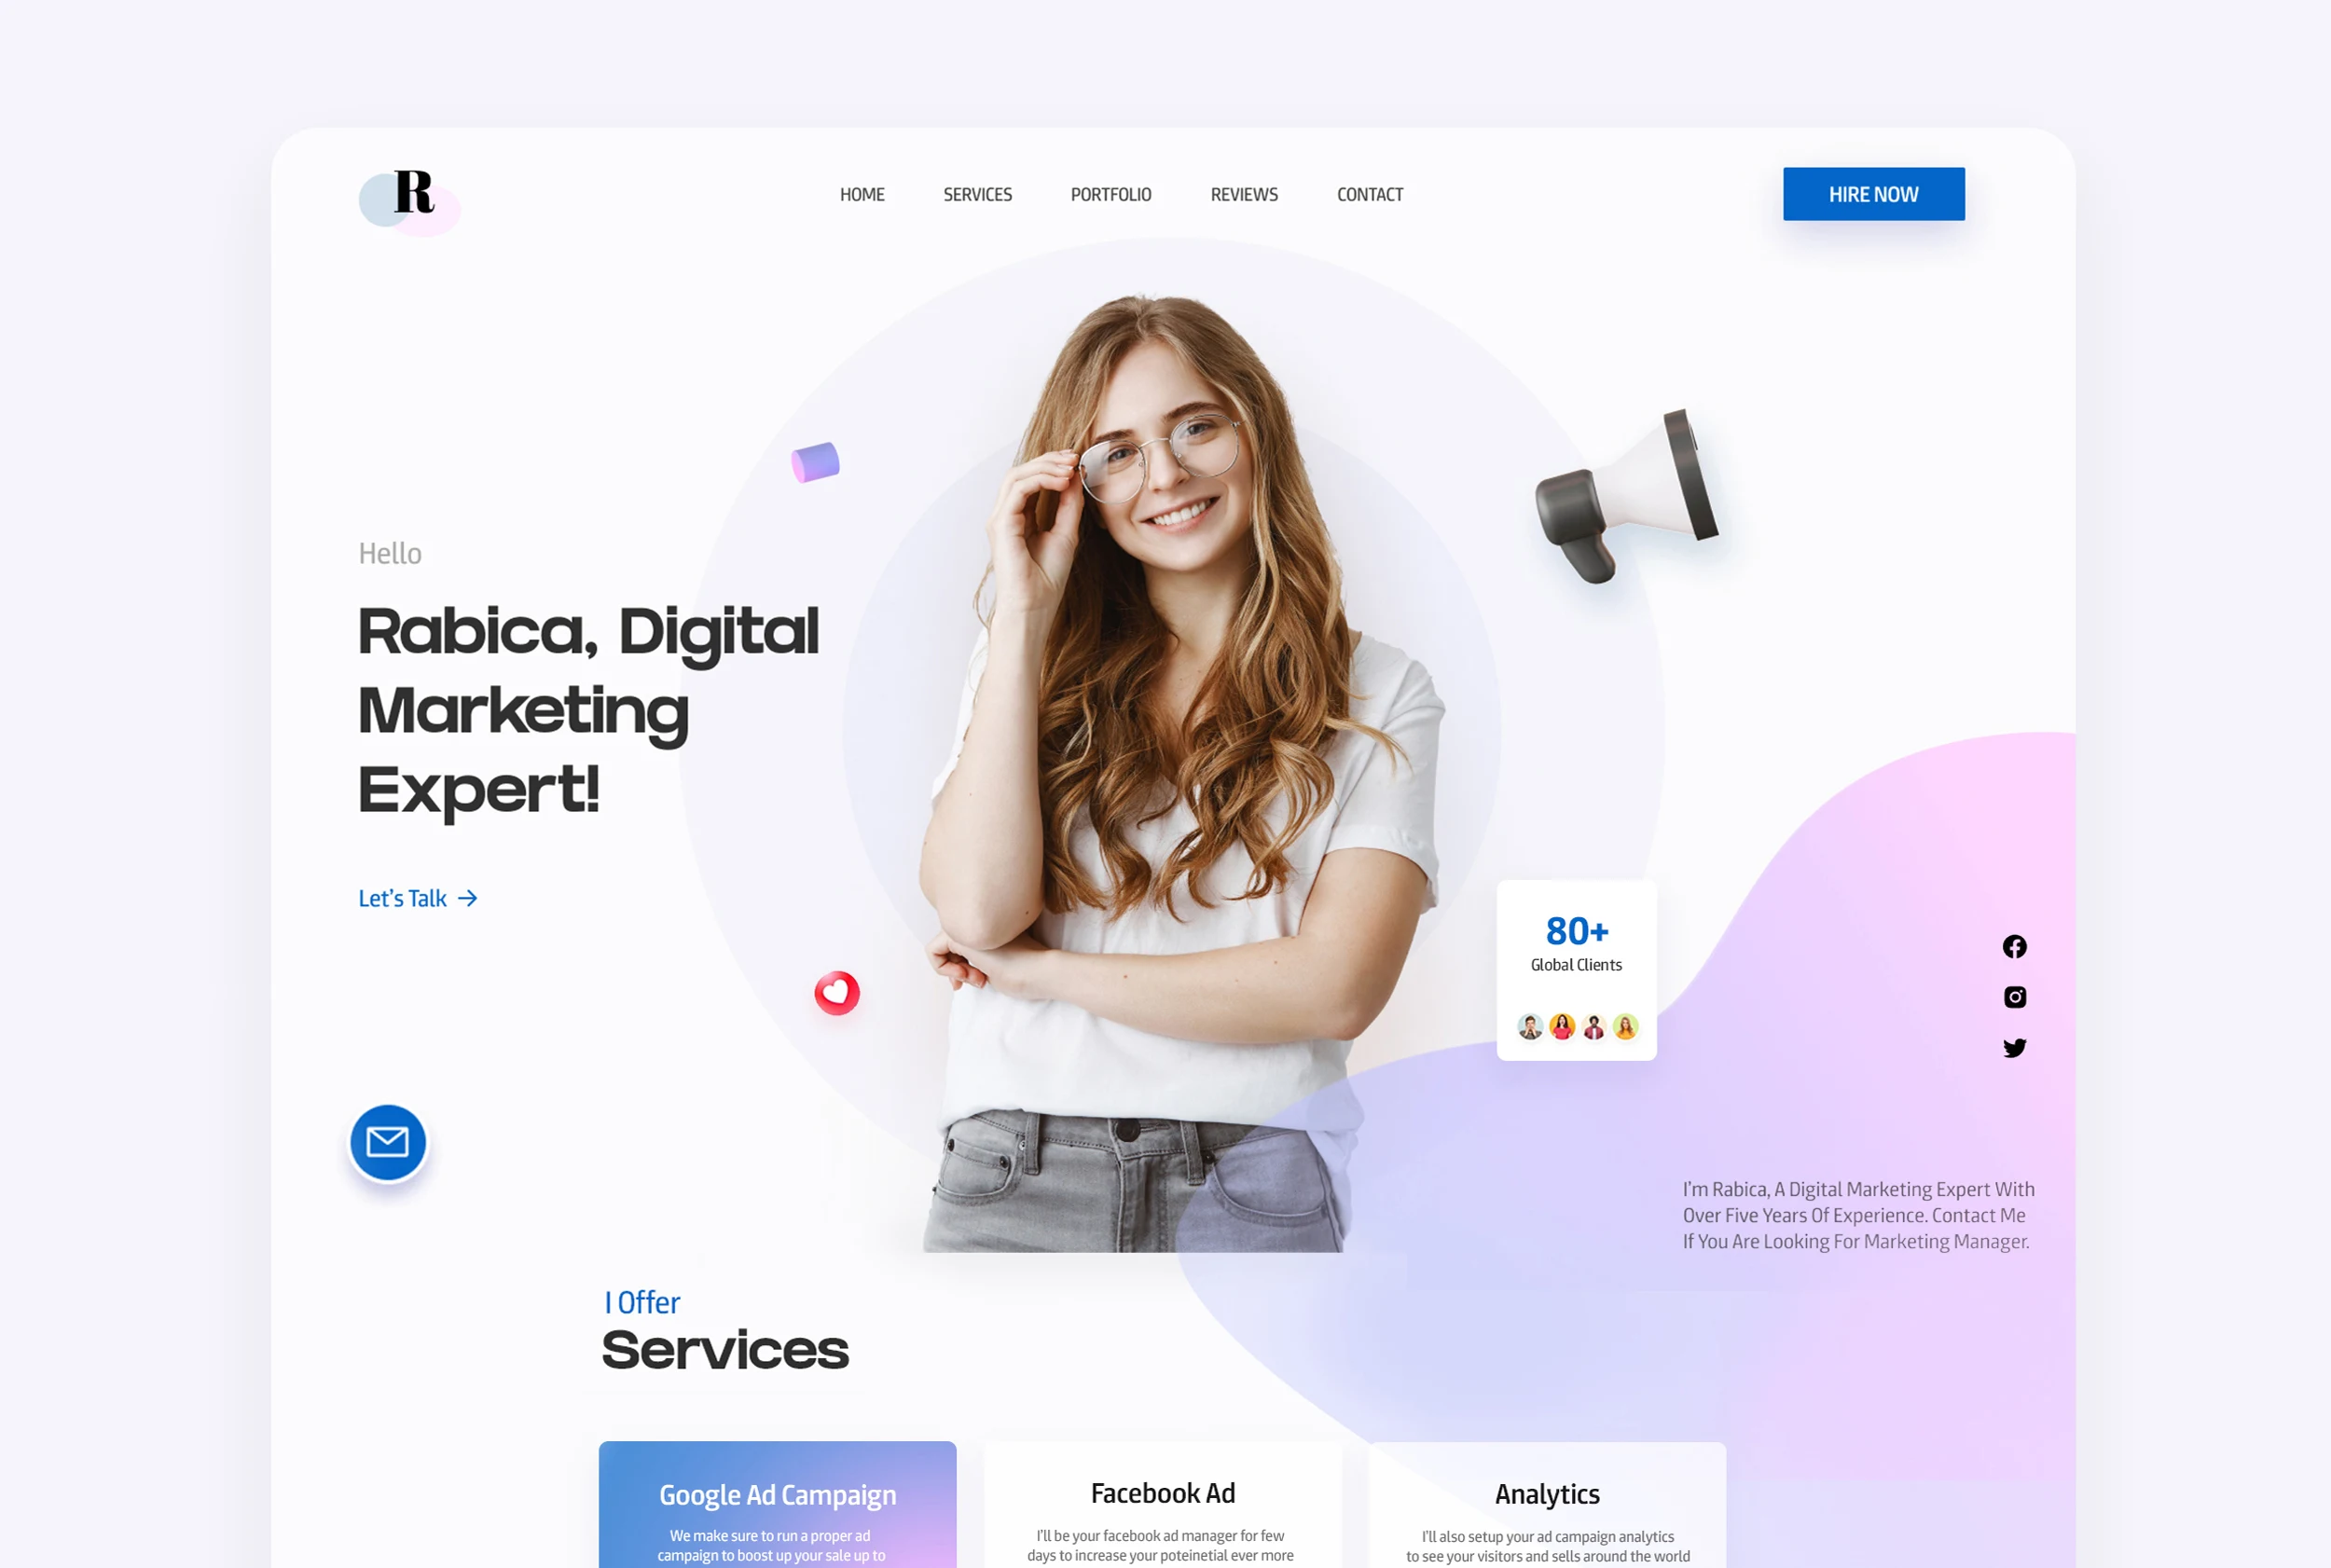 R
HOME SERVICES PORTFOLIO REVIEWS CONTACT
HIRE NOW
Hello
Rabica, Digital
Marketing
Expert!
Let's Talk
80+
Global Clients
I'm Rabica, A Digital Marketing Expert With
Over Five Years Of Experience. Contact Me
If You Are Looking For Marketing Manager.
I Offer
Services
Google Ad Campaign
We make sure to run a proper ad
campaign to boost up your sale up to
Facebook Ad
I'll be your facebook ad manager for few
days to increase your poteinetial ever more
Analytics
I'll also setup your ad campaign analytics
to see your visitors and sells around the world